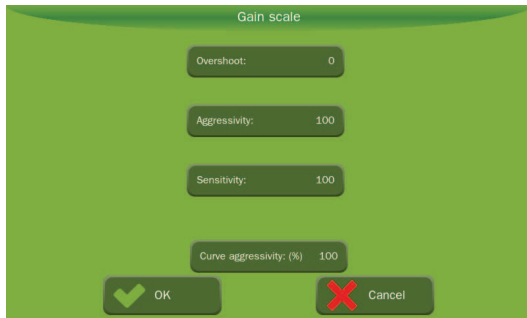 Gain scale
Overshoot: 0
Aggressivity: 100
Sensitivity: 100
Curve aggressivity: (%) 100
OK Cancel